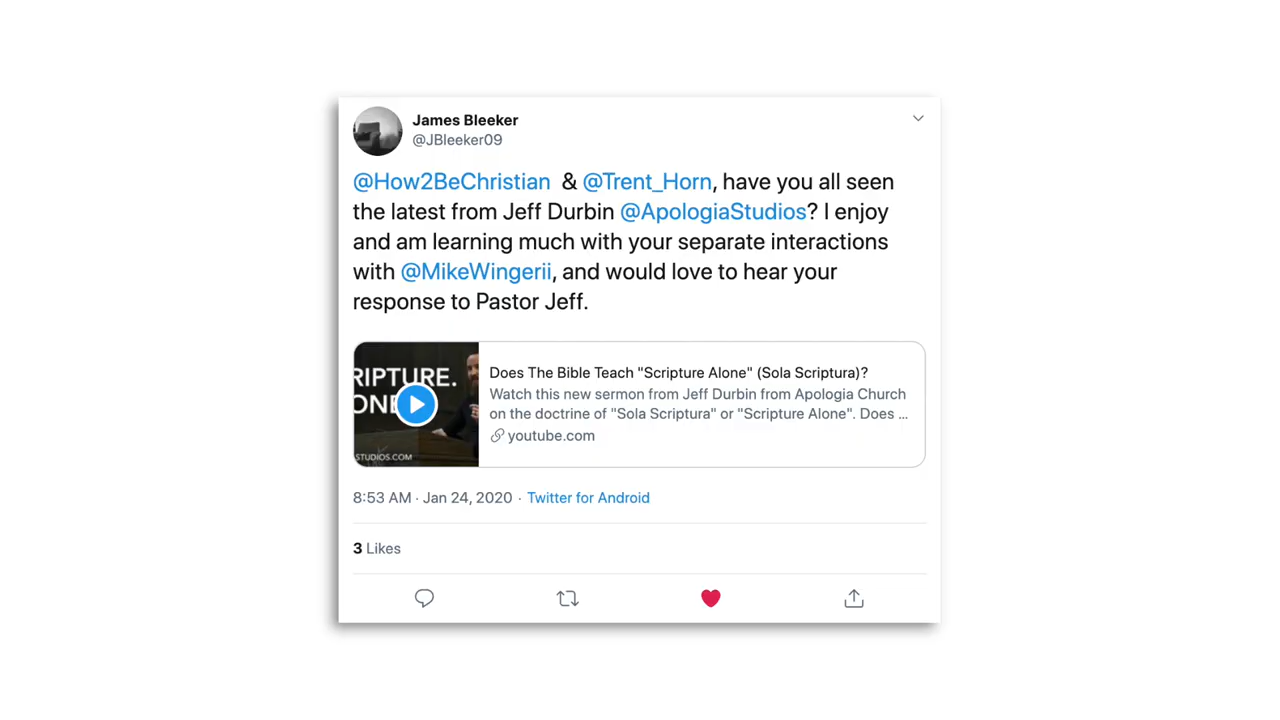 James Bleeker
@JBleeker09
@How2BeChristian & @Trent_Horn, have you all seen
the latest from Jeff Durbin @ApologiaStudios? I enjoy
and am learning much with your separate interactions
with @MikeWingerii, and would love to hear your
response to Pastor Jeff.
RIPTURE.
ONE
STUDIOS.COM
Does The Bible Teach "Scripture Alone" (Sola Scriptura)?
Watch this new sermon from Jeff Durbin from Apologia Church
on the doctrine of "Sola Scriptura" or "Scripture Alone". Does ...
youtube.com
8:53 AM · Jan 24, 2020 · Twitter for Android
3 Likes